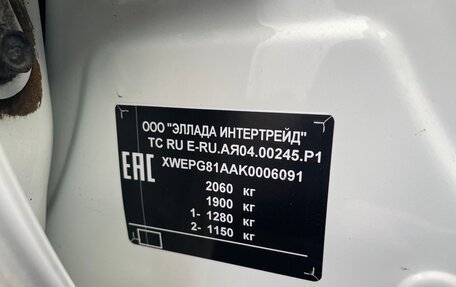 ООО "ЭЛЛАДА ИНТЕРТРЕЙД"
ТС RU E-RU.АЯ04.00245.Р1
EAC
XWEPG81AAK0006091
2060 кг
1900 кг
1- 1280 кг
2- 1150 кг